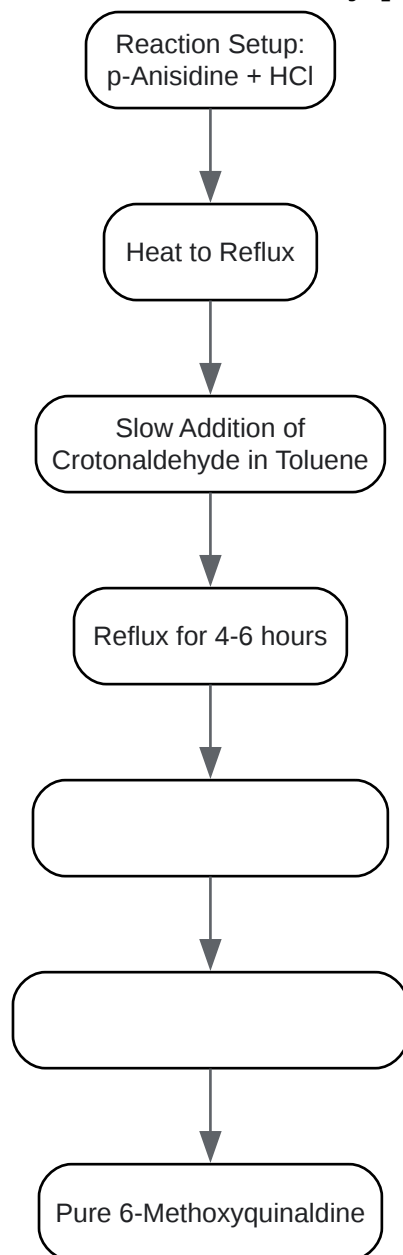 Reaction Setup:
p-Anisidine + HCl
Heat to Reflux
Slow Addition of
Crotonaldehyde in Toluene
Reflux for 4-6 hours
Pure 6-Methoxyquinaldine